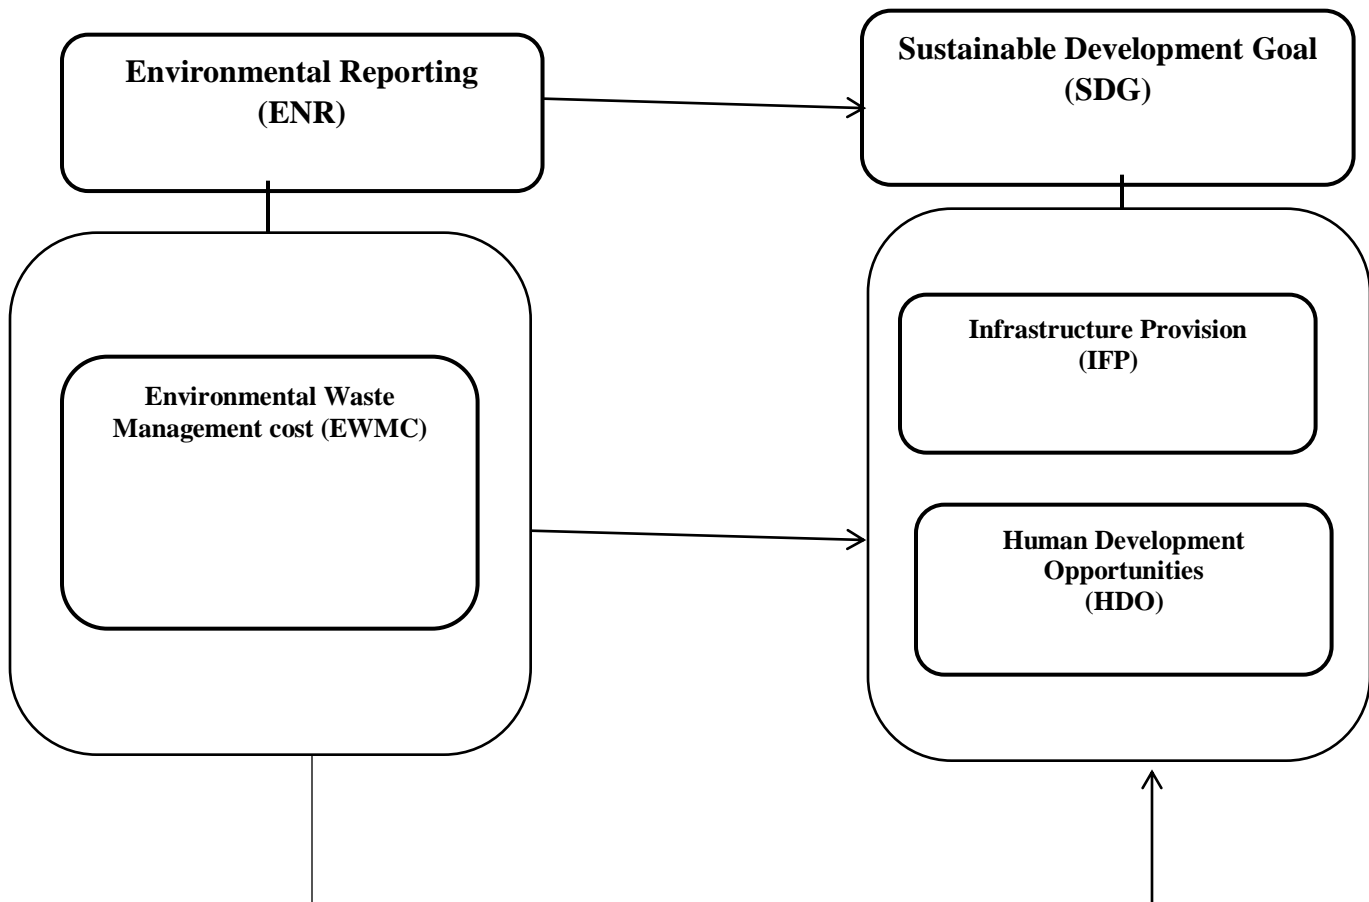 Environmental Reporting
(ENR)
Sustainable Development Goal
(SDG)
Environmental Waste
Management cost (EWMC)
Infrastructure Provision
(IFP)
Human Development
Opportunities
(HDO)